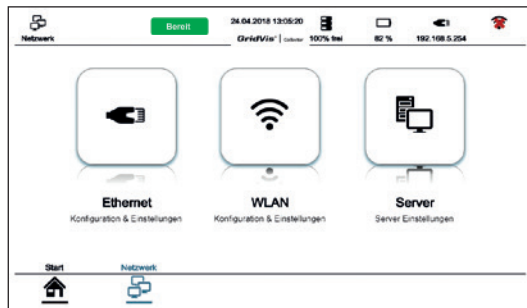 Netzwerk
Bereit
24.04.2018 13:05:20
GridVis® | Collector
100% frei
82 %
192.168.5.254
Ethernet
Konfiguration & Einstellungen
WLAN
Konfiguration & Einstellungen
Server
Server Einstellungen
Start
Netzwerk